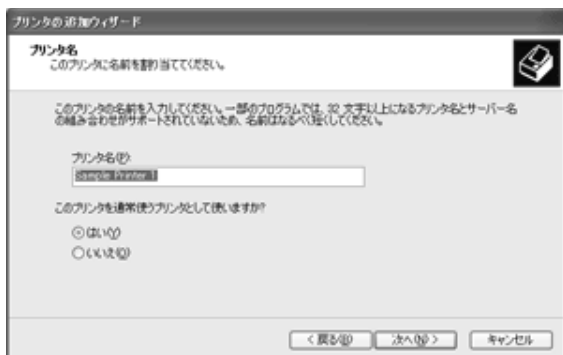 プリンタの追加ウィザード
プリンタ名
このプリンタに名前を割り当ててください。
このプリンタの名前を入力してください。一部のプログラムでは、32 文字以上になるプリンタ名とサーバー名
の組み合わせがサポートされていないため、名前はなるべく短くしてください。
プリンタ名(P):
Sample Printer 1
このプリンタを通常使うプリンタとして使いますか?
はい(Y)
いいえ(O)
< 戻る(B)
次へ(N) >
キャンセル